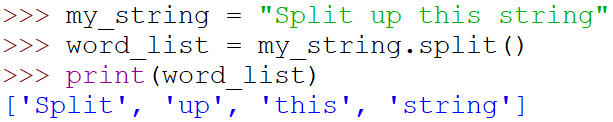 >>> my_string = "Split up this string"
>>> word_list = my_string.split()
>>> print(word_list)
['Split', 'up', 'this', 'string']